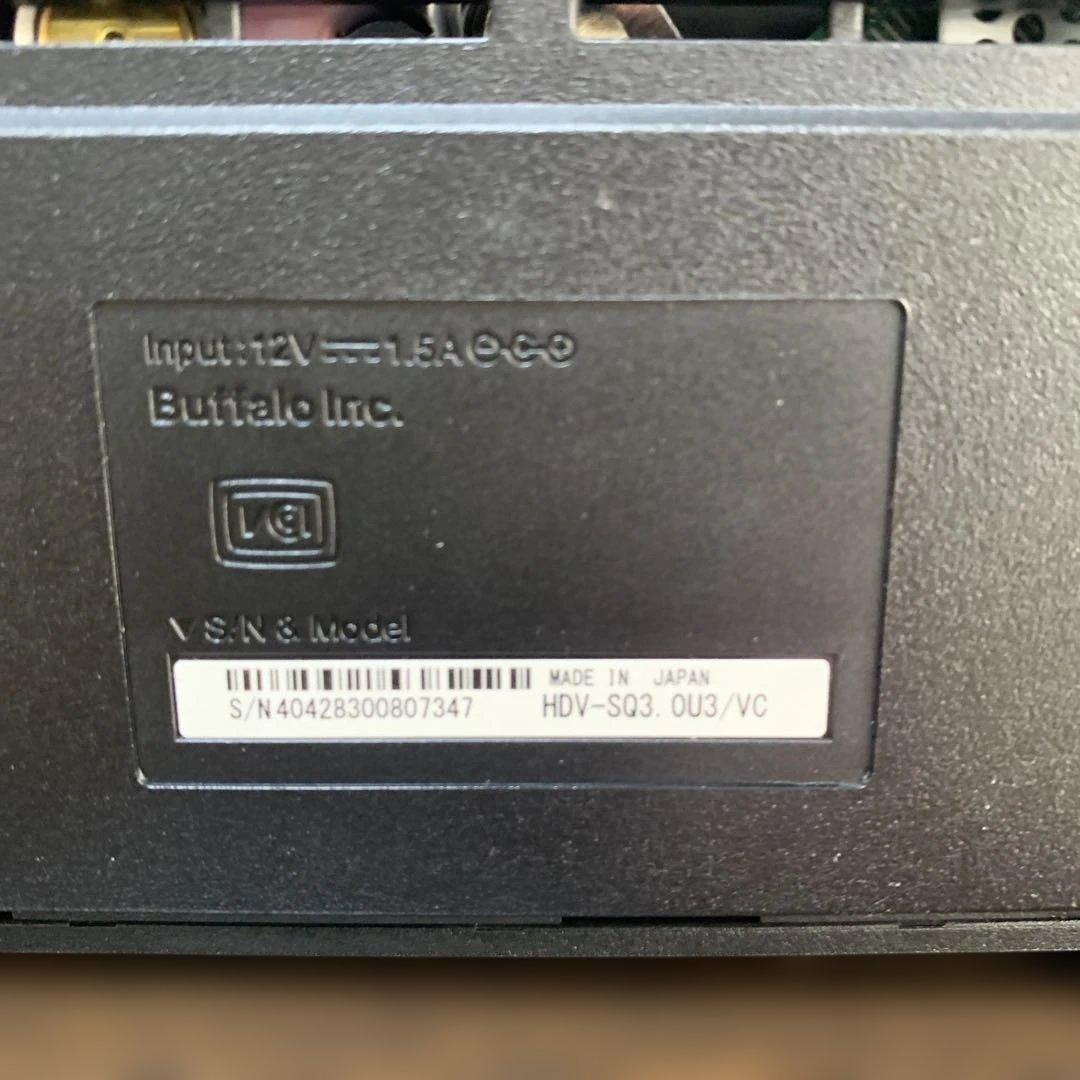 Input:12V⎓1.5A
Buffalo Inc.
VCI
∨ S/N & Model
MADE IN JAPAN
S/N40428300807347 HDV-SQ3.0U3/VC